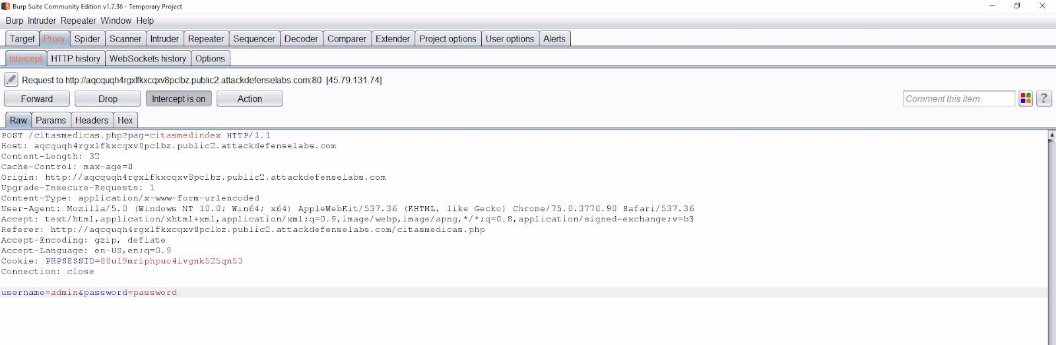 Burp Suite Community Edition v1.7.36 - Temporary Project
Burp Intruder Repeater Window Help
Target Proxy Spider Scanner Intruder Repeater Sequencer Decoder Comparer Extender Project options User options Alerts
Intercept HTTP history WebSockets history Options
Request to http://aqcquqh4rgxlfkxcqxv8pclbz.public2.attackdefenselabs.com:80 [45.79.131.74]
Forward Drop Intercept is on Action Comment this item ?
Raw Params Headers Hex
POST /citasmedicas.php?pag=citasmedindex HTTP/1.1
Host: aqcquqh4rgxlfkxcqxv8pclbz.public2.attackdefenselabs.com
Content-Length: 32
Cache-Control: max-age=0
Origin: http://aqcquqh4rgxlfkxcqxv8pclbz.public2.attackdefenselabs.com
Upgrade-Insecure-Requests: 1
Content-Type: application/x-www-form-urlencoded
User-Agent: Mozilla/5.0 (Windows NT 10.0; Win64; x64) AppleWebKit/537.36 (KHTML, like Gecko) Chrome/75.0.3770.90 Safari/537.36
Accept: text/html,application/xhtml+xml,application/xml;q=0.9,image/webp,image/apng,*/*;q=0.8,application/signed-exchange;v=b3
Referer: http://aqcquqh4rgxlfkxcqxv8pclbz.public2.attackdefenselabs.com/citasmedicas.php
Accept-Encoding: gzip, deflate
Accept-Language: en-US,en;q=0.9
Cookie: PHPSESSID=88ul9mrlphpuo4ivgnk525qn53
Connection: close
username=admin&password=password